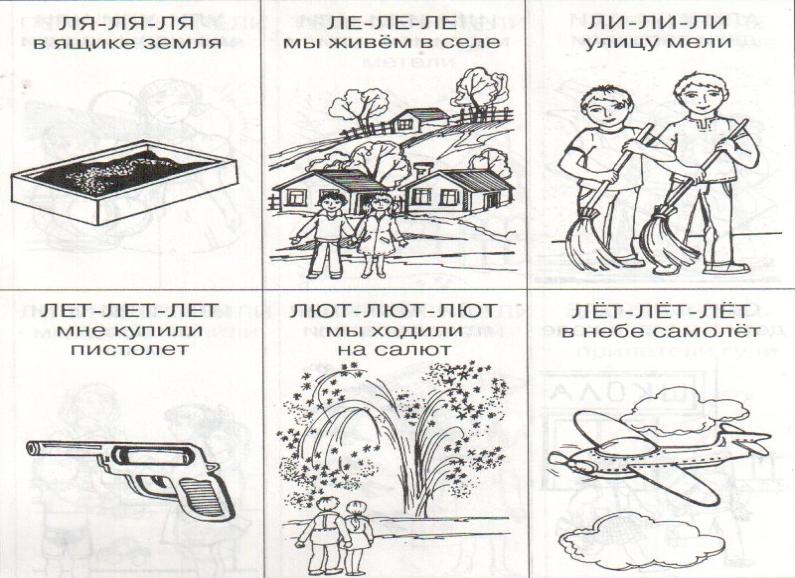 ЛЯ-ЛЯ-ЛЯ
в ящике земля
ЛЕ-ЛЕ-ЛЕ
мы живём в селе
ЛИ-ЛИ-ЛИ
улицу мели
ЛЕТ-ЛЕТ-ЛЕТ
мне купили
пистолет
ЛЮТ-ЛЮТ-ЛЮТ
мы ходили
на салют
ЛЁТ-ЛЁТ-ЛЁТ
в небе самолёт
ШКОЛА